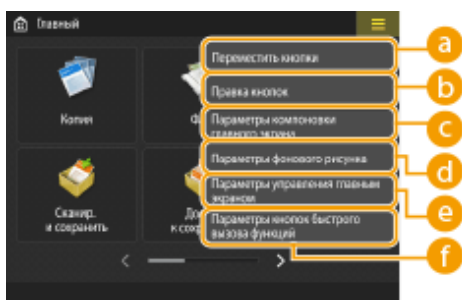 Главный
Переместить кнопки
a
Правка кнопок
b
Копия
Параметры компоновки
главного экрана
c
Параметры фонового рисунка
d
Параметры управления главным
экраном
e
Сканир.
и сохранить
Параметры кнопок быстрого
вызова функций
f